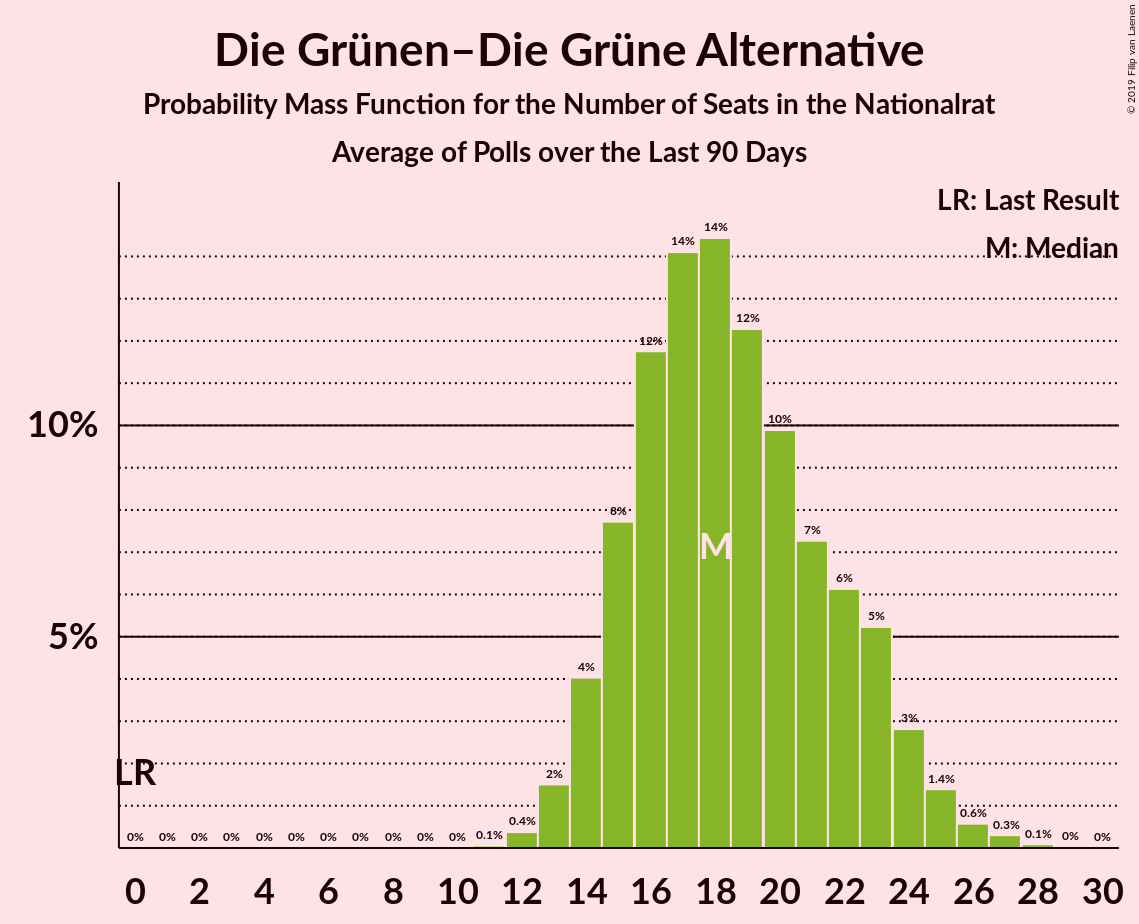 Die Grünen–Die Grüne Alternative
Probability Mass Function for the Number of Seats in the Nationalrat
Average of Polls over the Last 90 Days
© 2019 Filip van Laenen
LR: Last Result
M: Median
10%
5%
LR
M
0% 0% 0% 0% 0% 0% 0% 0% 0% 0% 0% 0.1% 0.4% 2% 4% 8% 12% 14% 14% 12% 10% 7% 6% 5% 3% 1.4% 0.6% 0.3% 0.1% 0% 0%
0 2 4 6 8 10 12 14 16 18 20 22 24 26 28 30